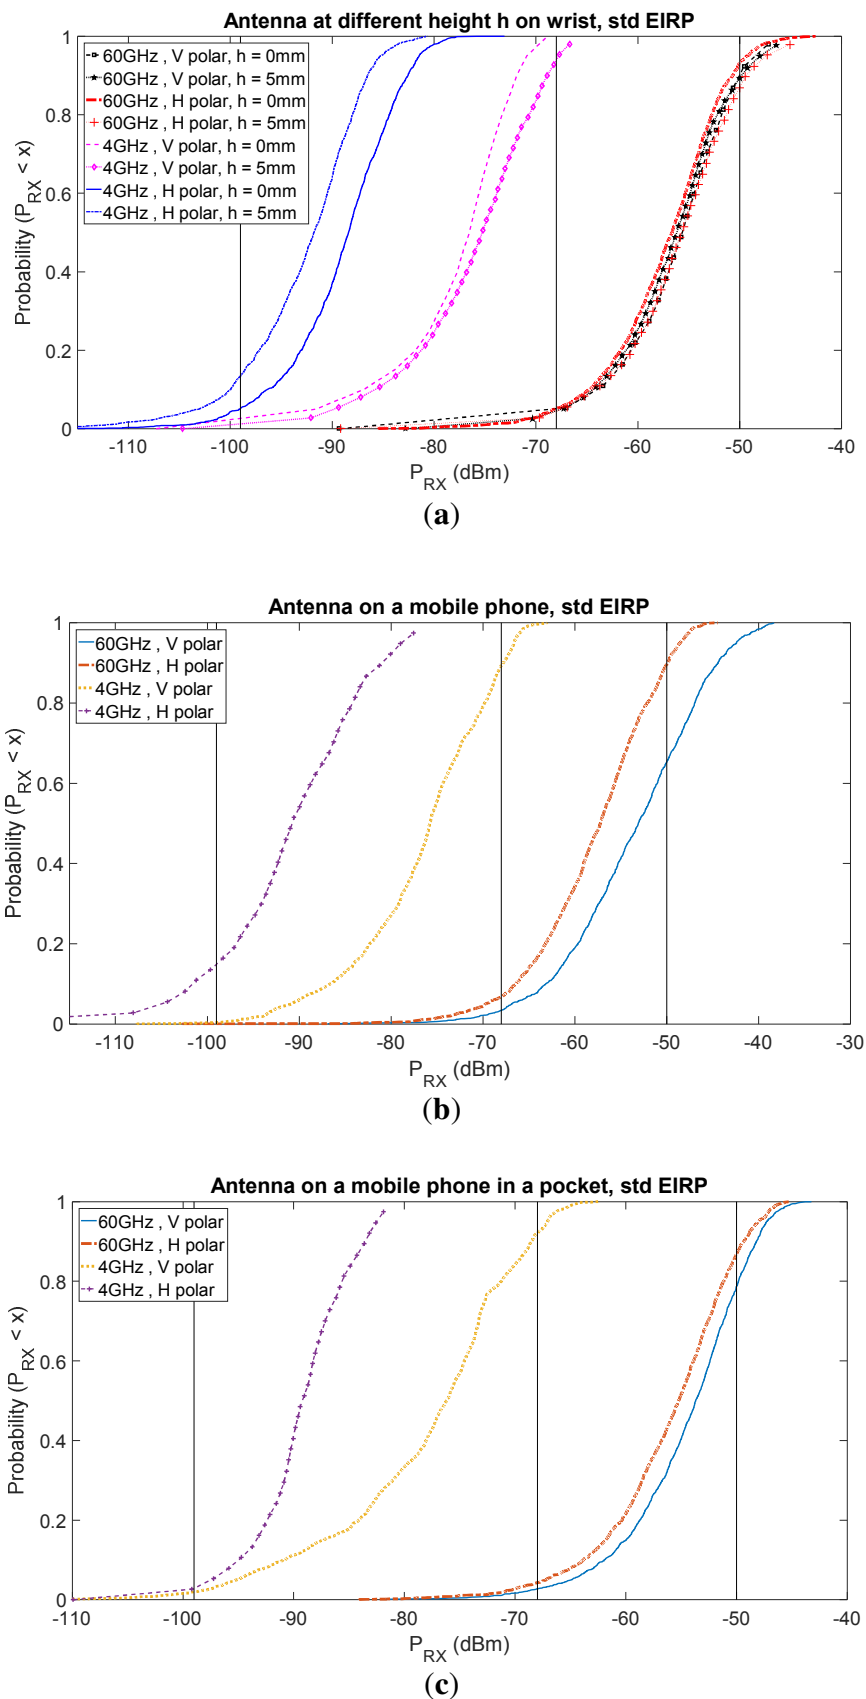 Antenna at different height h on wrist, std EIRP
Probability (P_RX < x)
1
0.8
0.6
0.4
0.2
0
60GHz , V polar, h = 0mm
60GHz , V polar, h = 5mm
60GHz , H polar, h = 0mm
60GHz , H polar, h = 5mm
4GHz , V polar, h = 0mm
4GHz , V polar, h = 5mm
4GHz , H polar, h = 0mm
4GHz , H polar, h = 5mm
-110 -100 -90 -80 -70 -60 -50 -40
P_RX (dBm)
(a)
Antenna on a mobile phone, std EIRP
Probability (P_RX < x)
1
0.8
0.6
0.4
0.2
0
60GHz , V polar
60GHz , H polar
4GHz , V polar
4GHz , H polar
-110 -100 -90 -80 -70 -60 -50 -40 -30
P_RX (dBm)
(b)
Antenna on a mobile phone in a pocket, std EIRP
Probability (P_RX < x)
1
0.8
0.6
0.4
0.2
0
60GHz , V polar
60GHz , H polar
4GHz , V polar
4GHz , H polar
-110 -100 -90 -80 -70 -60 -50 -40
P_RX (dBm)
(c)